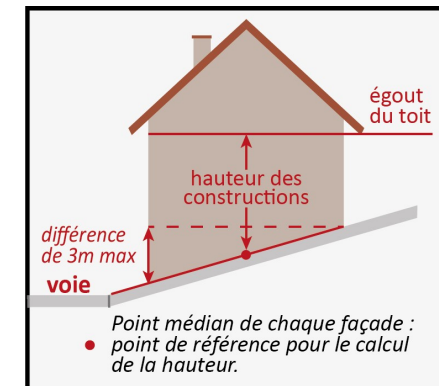 égout
du toit
hauteur des
constructions
différence
de 3m max
voie
Point médian de chaque façade :
point de référence pour le calcul
de la hauteur.